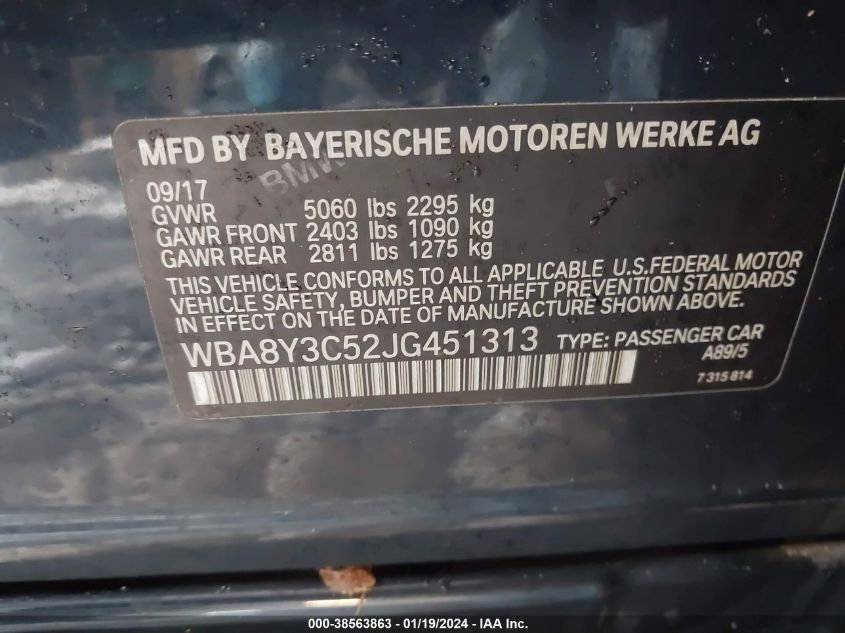 MFD BY BAYERISCHE MOTOREN WERKE AG
BMW
09/17
GVWR 5060 lbs 2295 kg
GAWR FRONT 2403 lbs 1090 kg
GAWR REAR 2811 lbs 1275 kg
THIS VEHICLE CONFORMS TO ALL APPLICABLE U.S.FEDERAL MOTOR
VEHICLE SAFETY, BUMPER AND THEFT PREVENTION STANDARDS
IN EFFECT ON THE DATE OF MANUFACTURE SHOWN ABOVE.
WBA8Y3C52JG451313 TYPE: PASSENGER CAR
A89/5
7 315 814
000-38563863 - 01/19/2024 - IAA Inc.